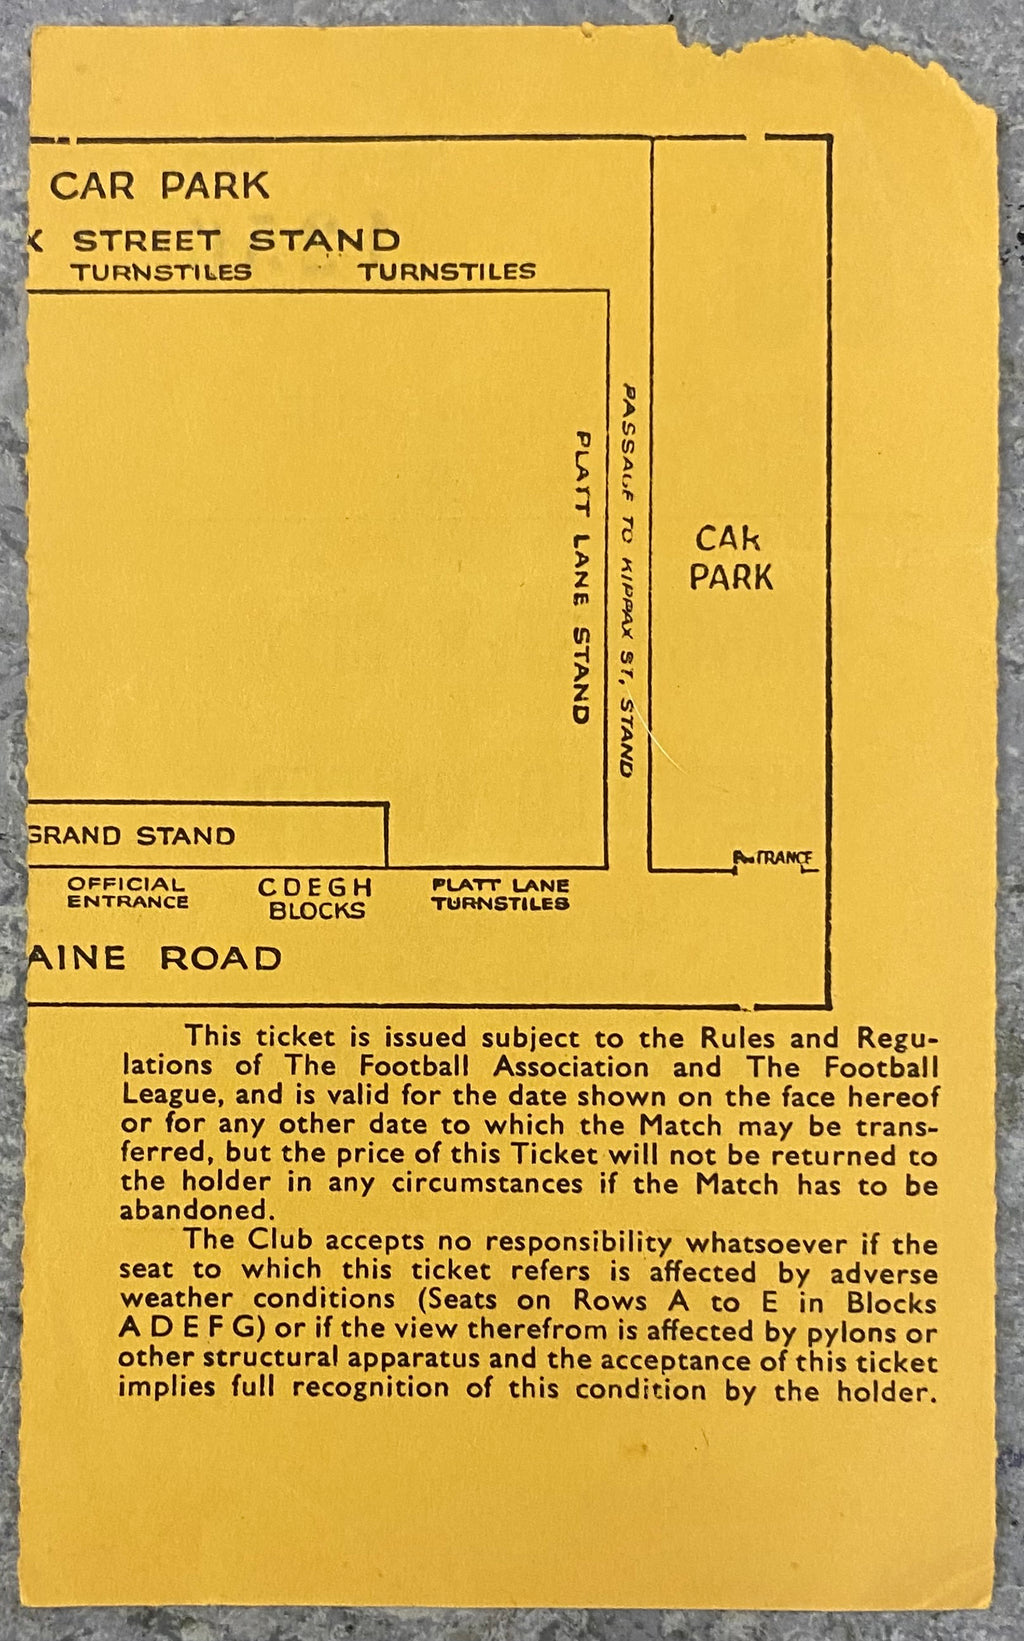 CAR PARK
X STREET STAND
TURNSTILES TURNSTILES
PASSAGE TO KIPPAX ST, STAND
PLATT LANE STAND
CAR
PARK
GRAND STAND
TRANCE
OFFICIAL
ENTRANCE
CDEGH
BLOCKS
PLATT LANE
TURNSTILES
AINE ROAD
This ticket is issued subject to the Rules and Regu-
lations of The Football Association and The Football
League, and is valid for the date shown on the face hereof
or for any other date to which the Match may be trans-
ferred, but the price of this Ticket will not be returned to
the holder in any circumstances if the Match has to be
abandoned.
The Club accepts no responsibility whatsoever if the
seat to which this ticket refers is affected by adverse
weather conditions (Seats on Rows A to E in Blocks
A D E F G) or if the view therefrom is affected by pylons or
other structural apparatus and the acceptance of this ticket
implies full recognition of this condition by the holder.